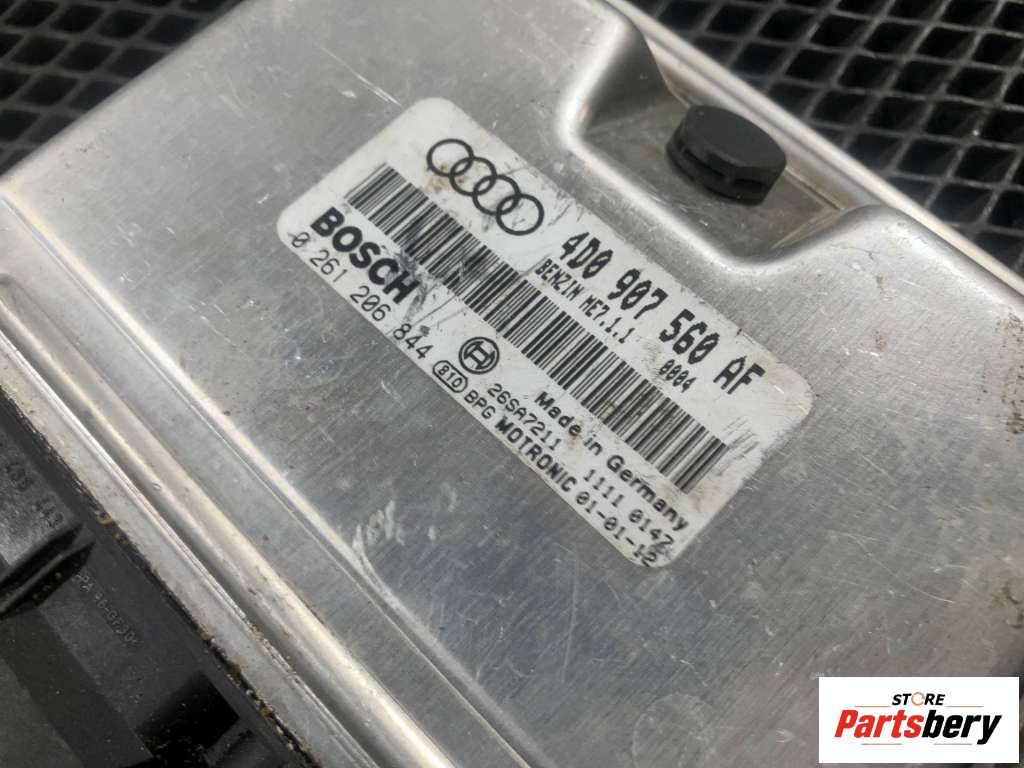 4D0 907 560 AF
BENZIN ME7.1.1 0004
BOSCH
0 261 206 844
Made in Germany
26SA7211 1111 0147
810 BPG MOTRONIC 01-01-12
STORE
Partsbery